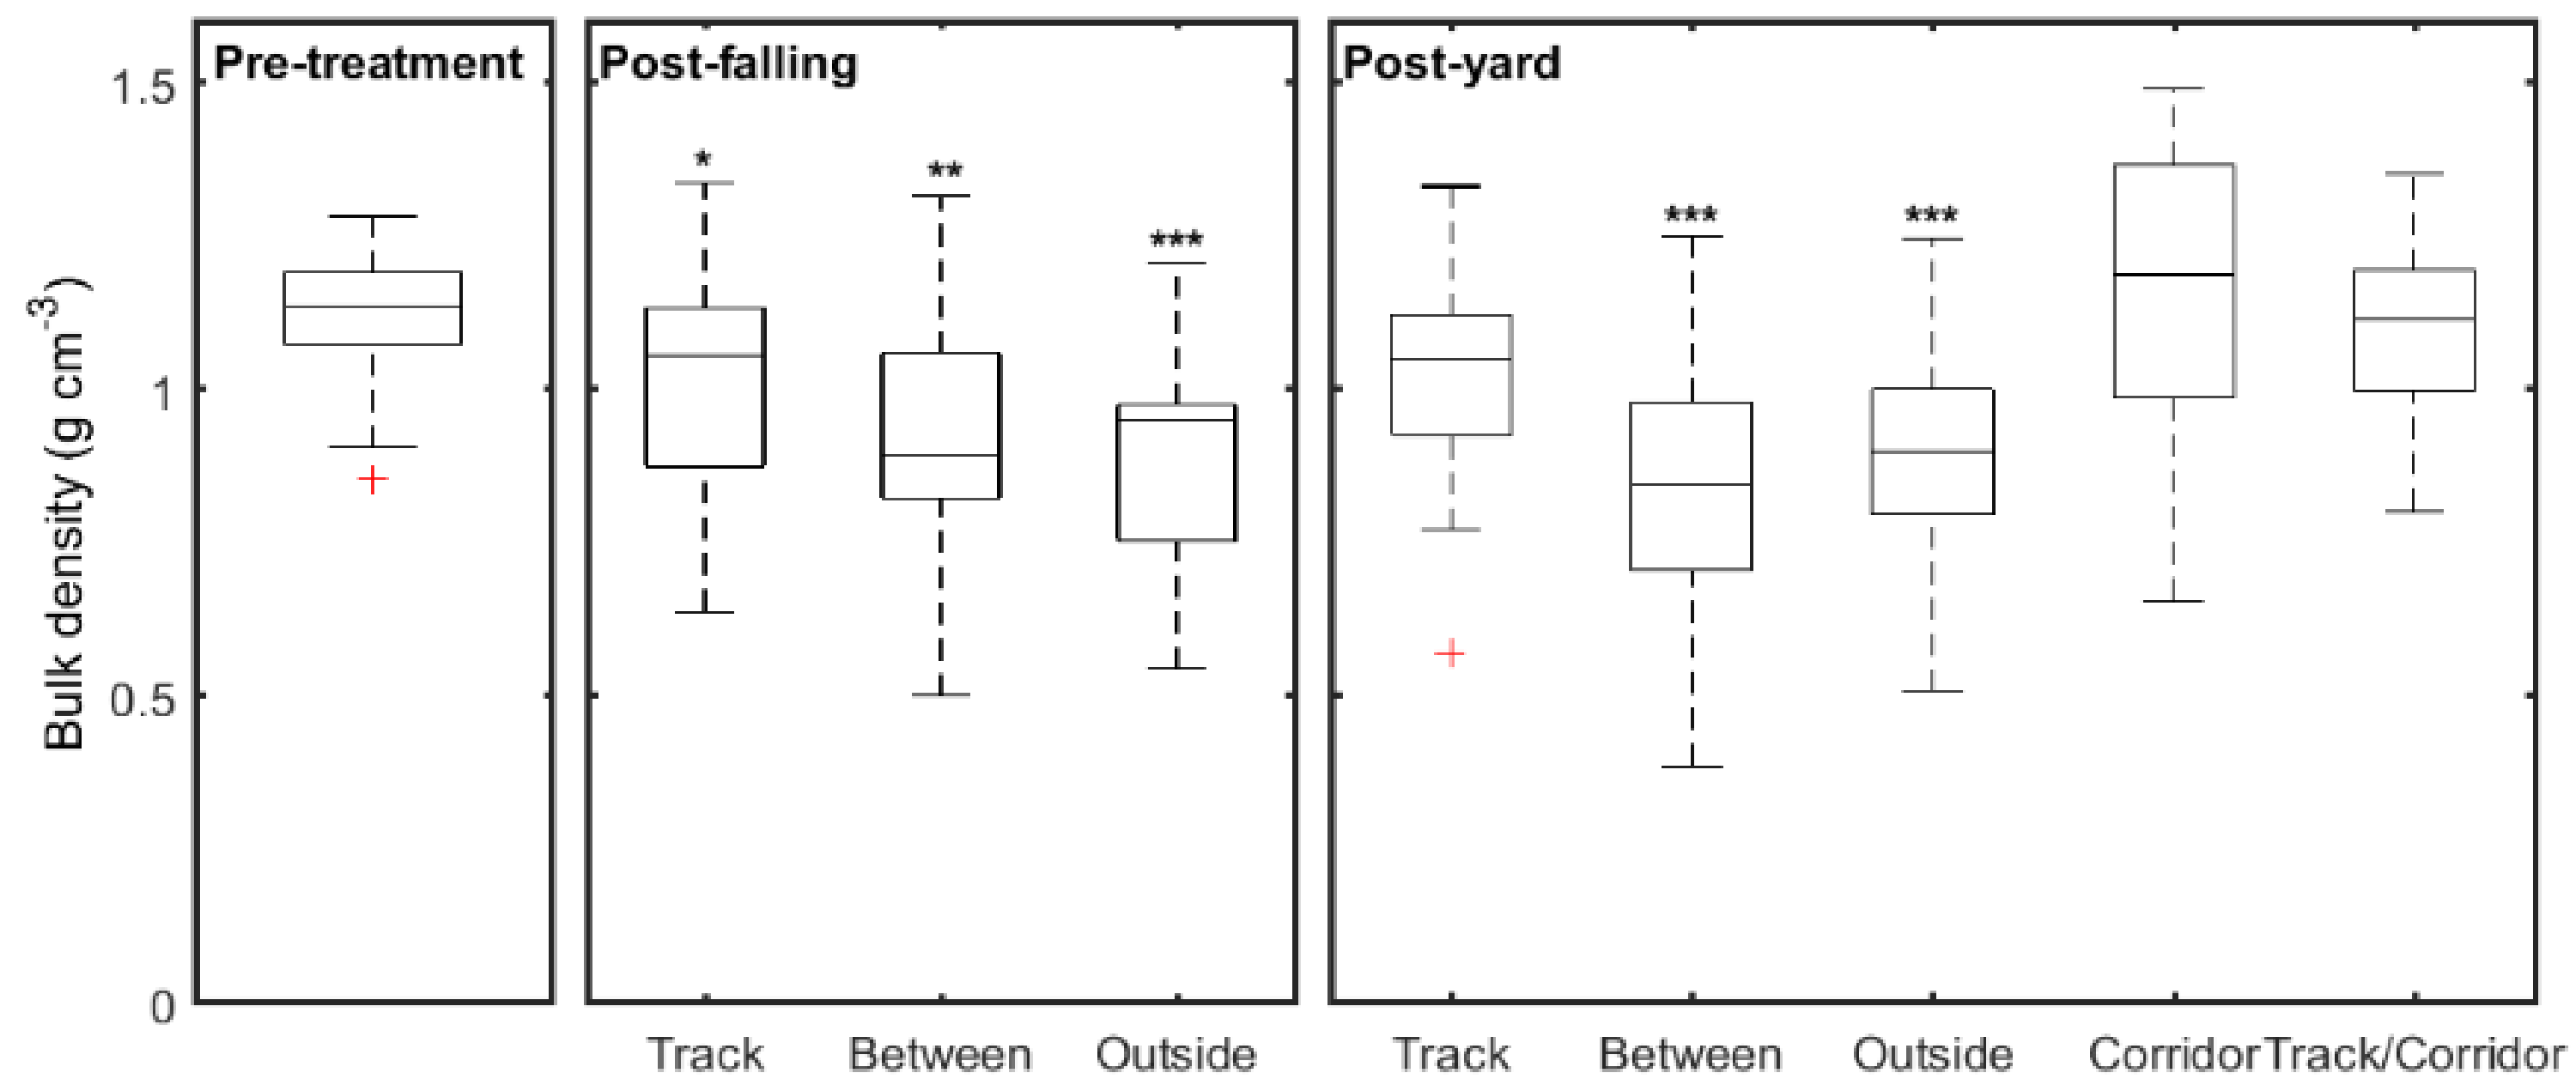 Pre-treatment
Post-falling
Post-yard
1.5
1
0.5
0
Bulk density (g cm-3)
*
**
***
***
***
Track
Between
Outside
Track
Between
Outside
Corridor
Track/Corridor